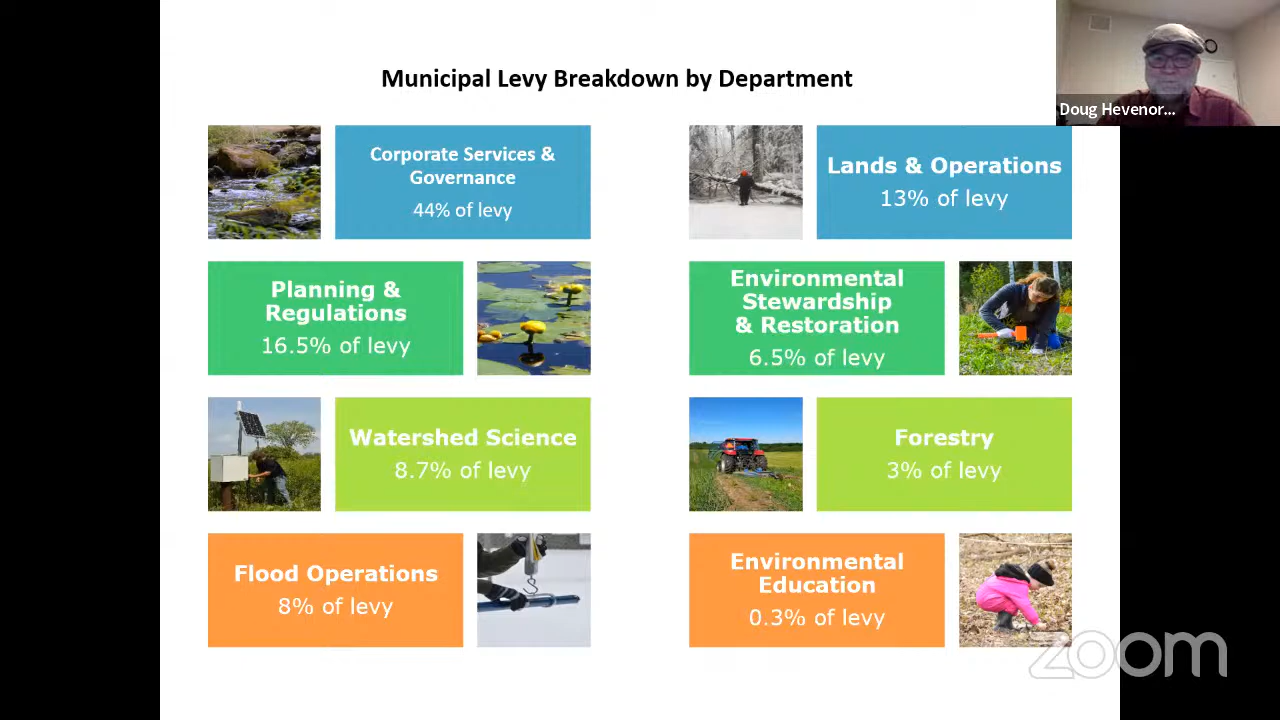 Municipal Levy Breakdown by Department
Doug Hevenor...
Corporate Services &
Governance
44% of levy
Lands & Operations
13% of levy
Planning &
Regulations
16.5% of levy
Environmental
Stewardship
& Restoration
6.5% of levy
Watershed Science
8.7% of levy
Forestry
3% of levy
Flood Operations
8% of levy
Environmental
Education
0.3% of levy
zoom